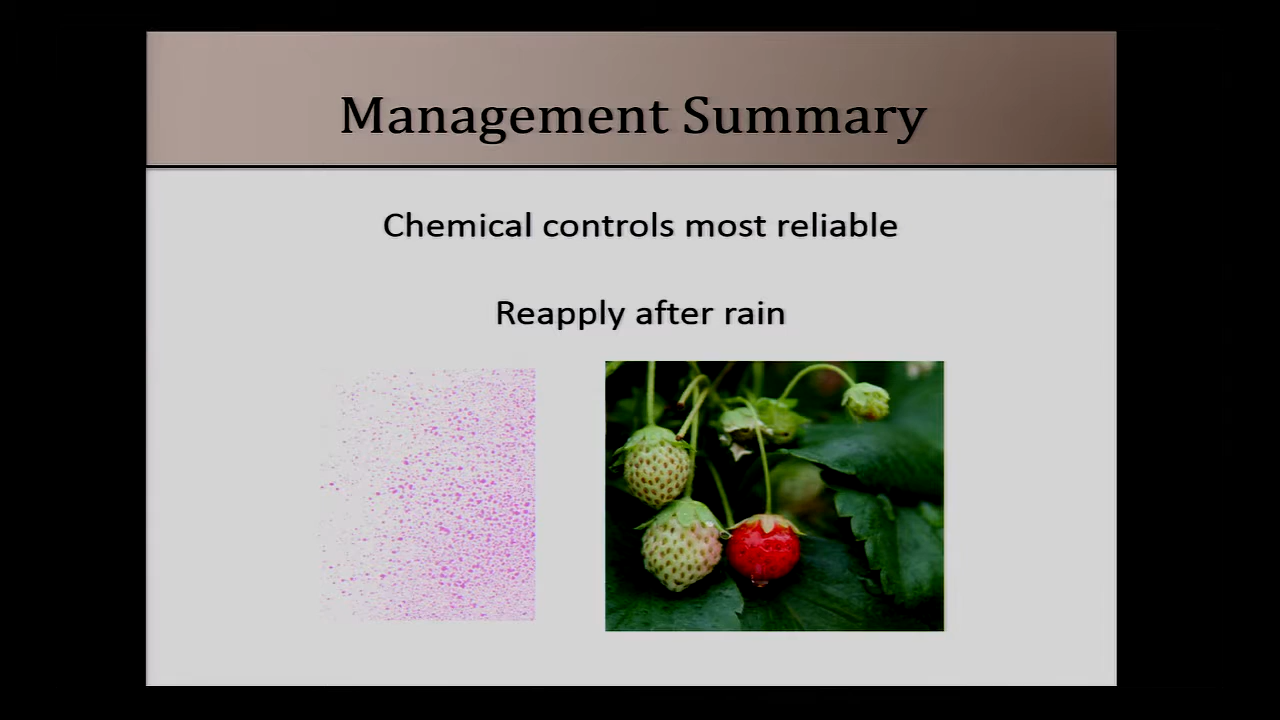 Management Summary
Chemical controls most reliable
Reapply after rain